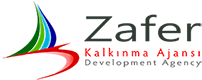 Zafer
Kalkınma Ajansı
Development Agency